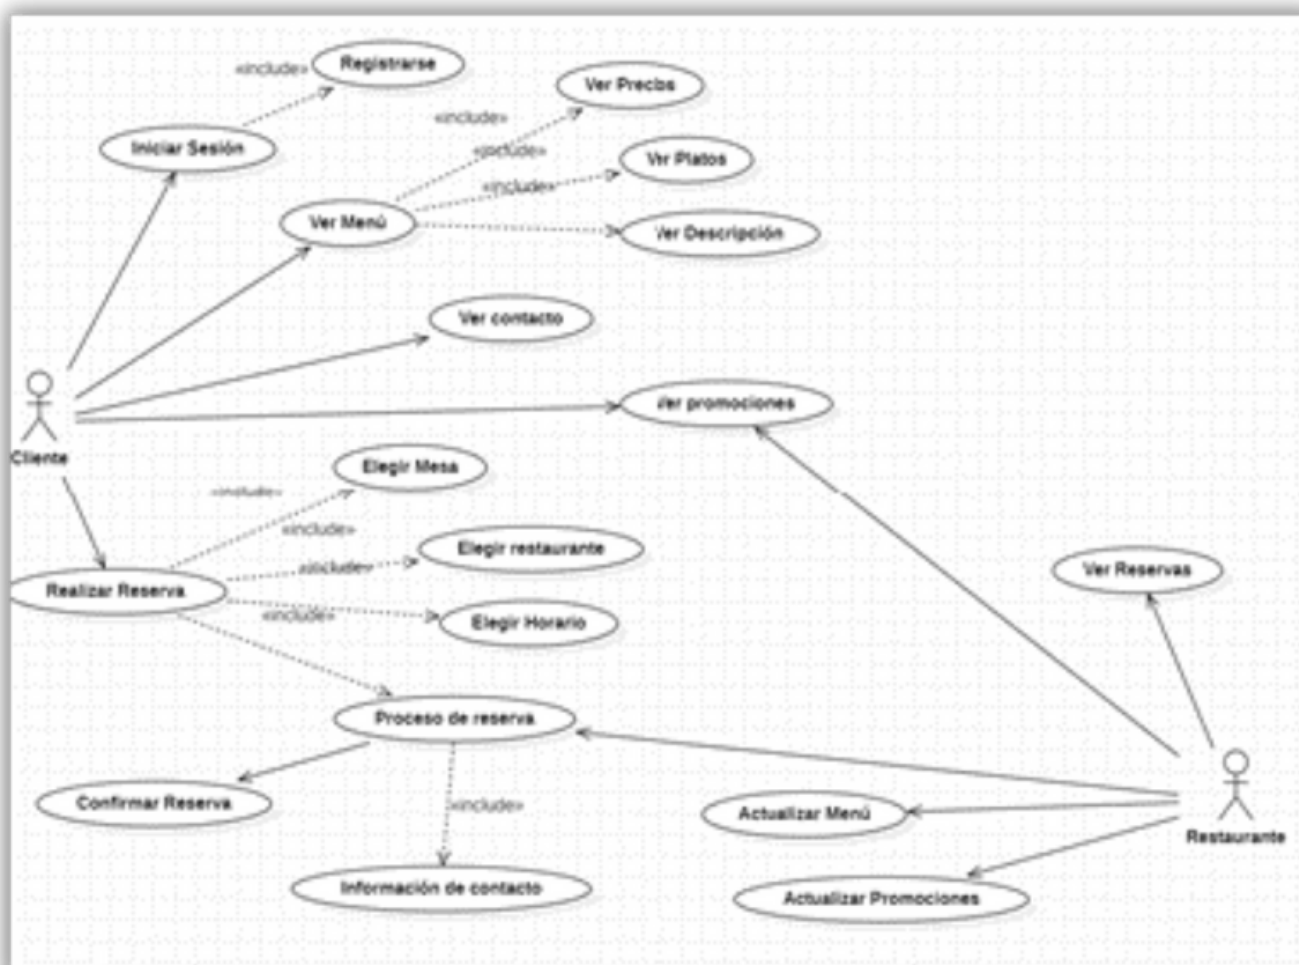 «include»
Registrarse
Ver Precios
«include»
Iniciar Sesión
«include»
Ver Platos
«include»
Ver Menú
Ver Descripción
Ver contacto
Ver promociones
Cliente
Elegir Mesa
«include»
«include»
Elegir restaurante
«include»
Ver Reservas
Realizar Reserva
«include»
Elegir Horario
Proceso de reserva
Confirmar Reserva
«include»
Actualizar Menú
Restaurante
Información de contacto
Actualizar Promociones